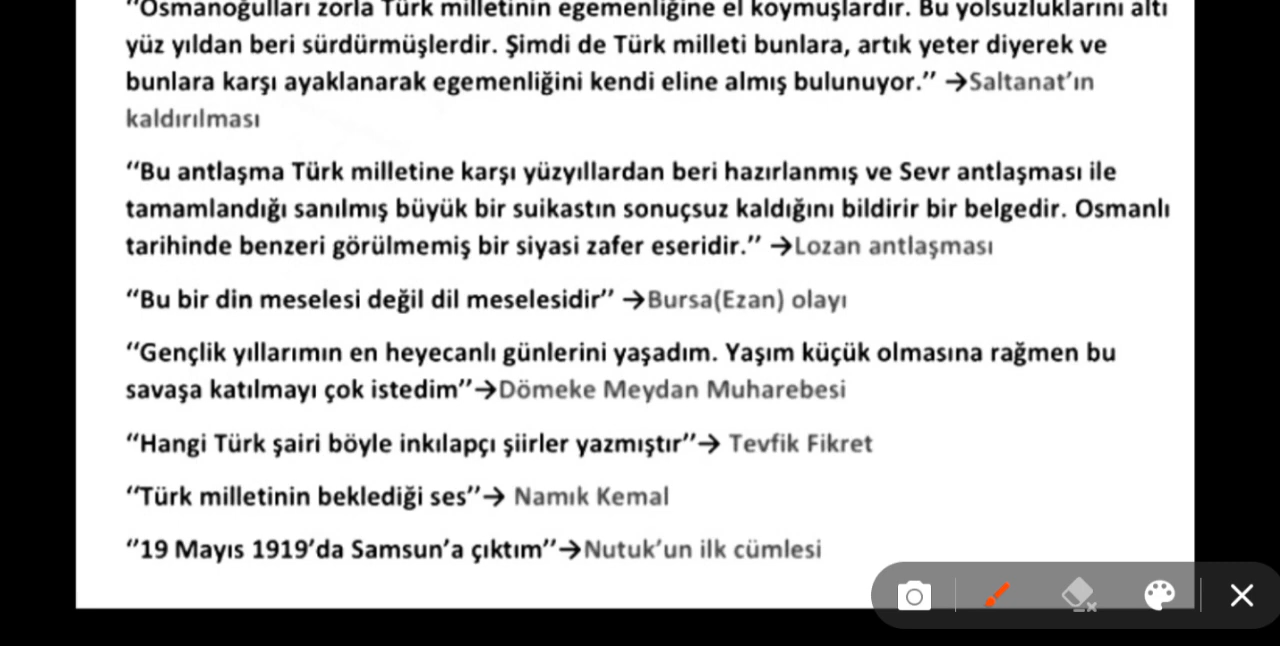 "Osmanoğulları zorla Türk milletinin egemenliğine el koymuşlardır. Bu yolsuzluklarını altı
yüz yıldan beri sürdürmüşlerdir. Şimdi de Türk milleti bunlara, artık yeter diyerek ve
bunlara karşı ayaklanarak egemenliğini kendi eline almış bulunuyor." →Saltanat'ın
kaldırılması
"Bu antlaşma Türk milletine karşı yüzyıllardan beri hazırlanmış ve Sevr antlaşması ile
tamamlandığı sanılmış büyük bir suikastın sonuçsuz kaldığını bildirir bir belgedir. Osmanlı
tarihinde benzeri görülmemiş bir siyasi zafer eseridir." →Lozan antlaşması
"Bu bir din meselesi değil dil meselesidir" →Bursa(Ezan) olayı
"Gençlik yıllarımın en heyecanlı günlerini yaşadım. Yaşım küçük olmasına rağmen bu
savaşa katılmayı çok istedim"→Dömeke Meydan Muharebesi
"Hangi Türk şairi böyle inkılapçı şiirler yazmıştır"→ Tevfik Fikret
"Türk milletinin beklediği ses"→ Namık Kemal
"19 Mayıs 1919'da Samsun'a çıktım"→Nutuk'un ilk cümlesi